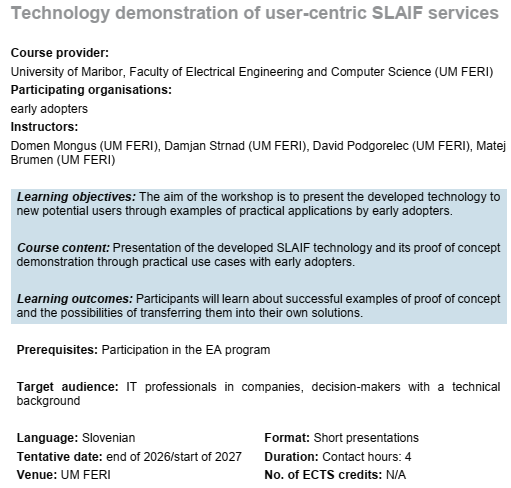 Technology demonstration of user-centric SLAIF services
Course provider:
University of Maribor, Faculty of Electrical Engineering and Computer Science (UM FERI)
Participating organisations:
early adopters
Instructors:
Domen Mongus (UM FERI), Damjan Strnad (UM FERI), David Podgorelec (UM FERI), Matej
Brumen (UM FERI)
Learning objectives: The aim of the workshop is to present the developed technology to
new potential users through examples of practical applications by early adopters.
Course content: Presentation of the developed SLAIF technology and its proof of concept
demonstration through practical use cases with early adopters.
Learning outcomes: Participants will learn about successful examples of proof of concept
and the possibilities of transferring them into their own solutions.
Prerequisites: Participation in the EA program
Target audience: IT professionals in companies, decision-makers with a technical
background
Language: Slovenian
Format: Short presentations
Tentative date: end of 2026/start of 2027
Duration: Contact hours: 4
Venue: UM FERI
No. of ECTS credits: N/A